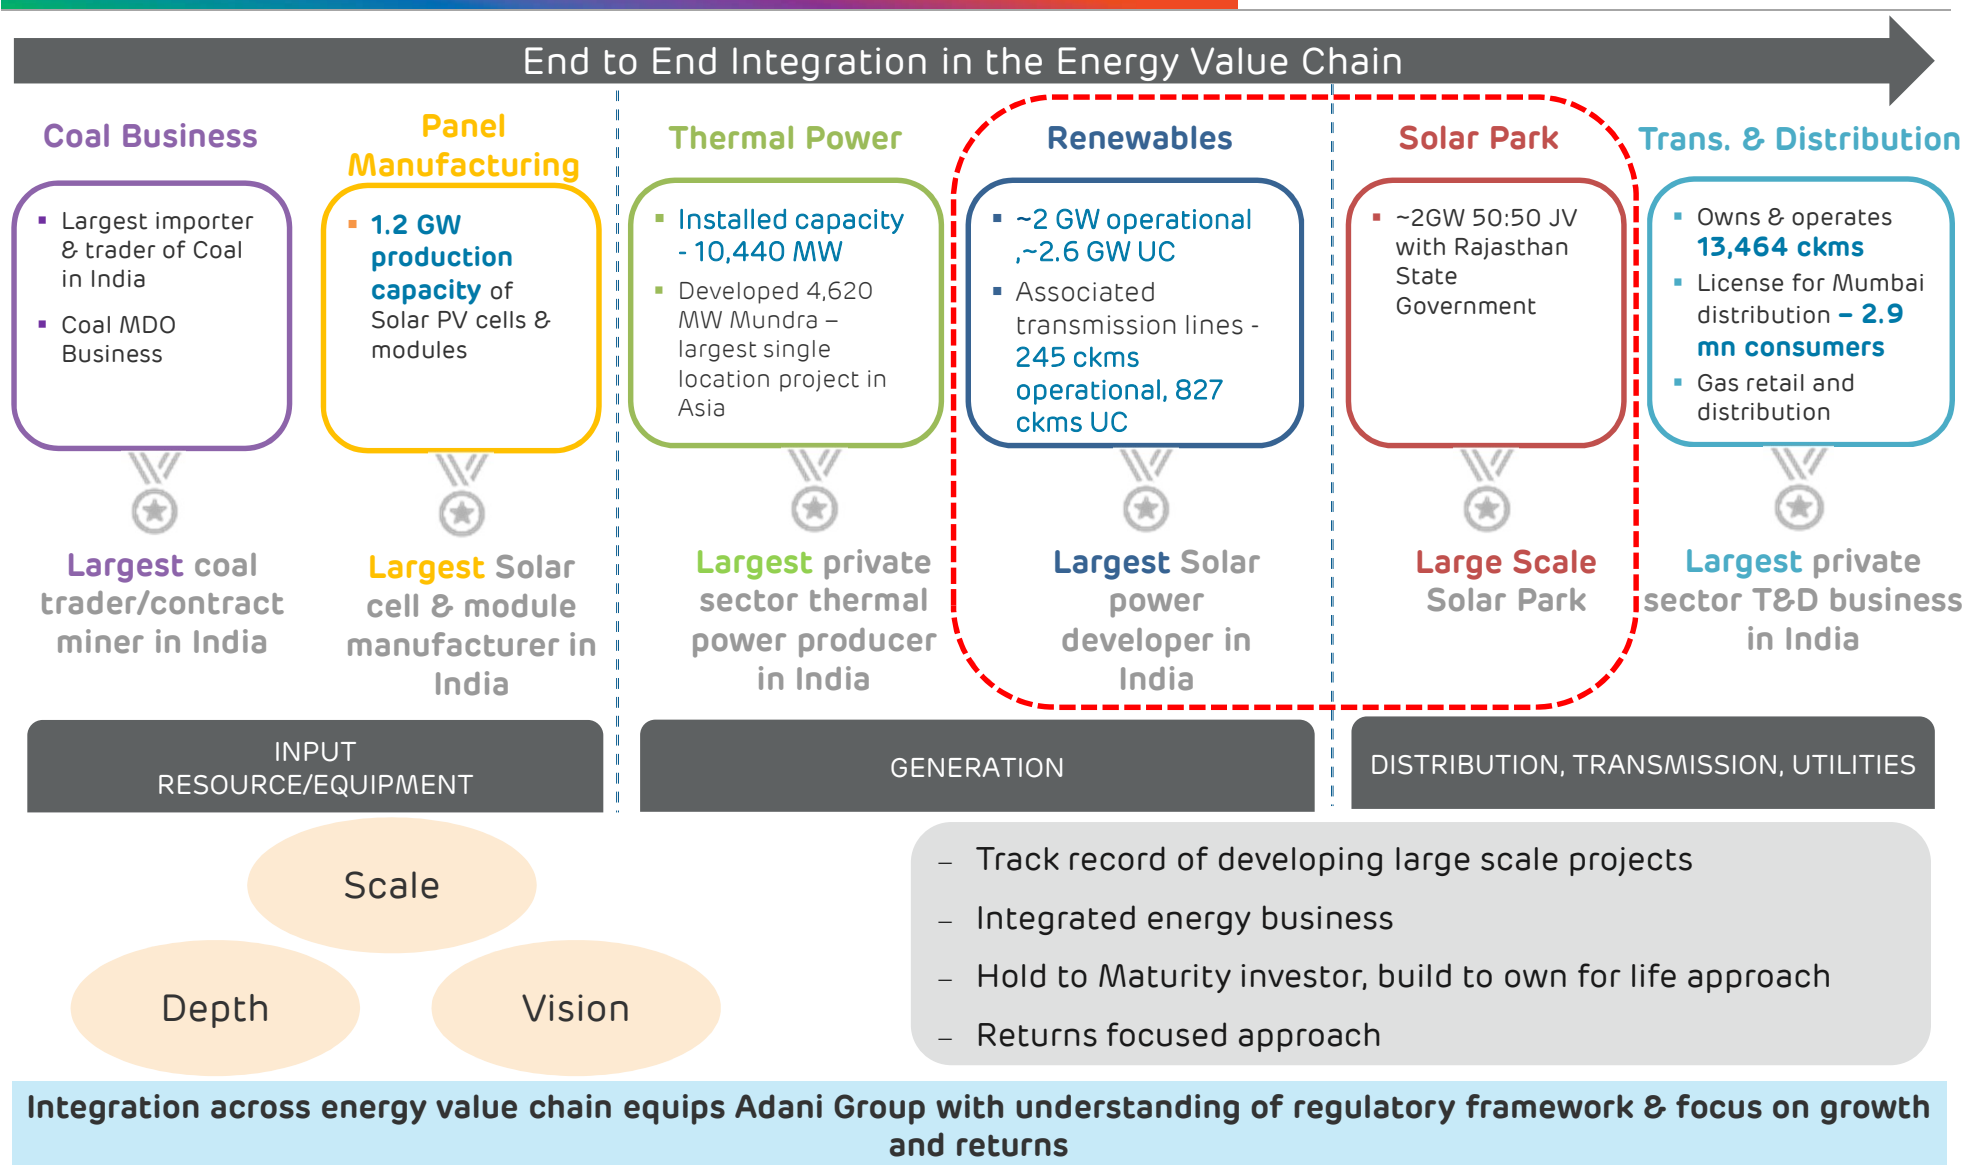 End to End Integration in the Energy Value Chain
Coal Business
▪ Largest importer
& trader of Coal
in India
▪ Coal MDO
Business
Largest coal
trader/contract
miner in India
Panel
Manufacturing
▪ 1.2 GW
production
capacity of
Solar PV cells &
modules
Largest Solar
cell & module
manufacturer in
India
Thermal Power
▪ Installed capacity
- 10,440 MW
▪ Developed 4,620
MW Mundra –
largest single
location project in
Asia
Largest private
sector thermal
power producer
in India
Renewables
▪ ~2 GW operational
,~2.6 GW UC
▪ Associated
transmission lines -
245 ckms
operational, 827
ckms UC
Largest Solar
power
developer in
India
Solar Park
▪ ~2GW 50:50 JV
with Rajasthan
State
Government
Large Scale
Solar Park
Trans. & Distribution
▪ Owns & operates
13,464 ckms
▪ License for Mumbai
distribution – 2.9
mn consumers
▪ Gas retail and
distribution
Largest private
sector T&D business
in India
INPUT
RESOURCE/EQUIPMENT
GENERATION
DISTRIBUTION, TRANSMISSION, UTILITIES
Scale
Depth
Vision
– Track record of developing large scale projects
– Integrated energy business
– Hold to Maturity investor, build to own for life approach
– Returns focused approach
Integration across energy value chain equips Adani Group with understanding of regulatory framework & focus on growth
and returns